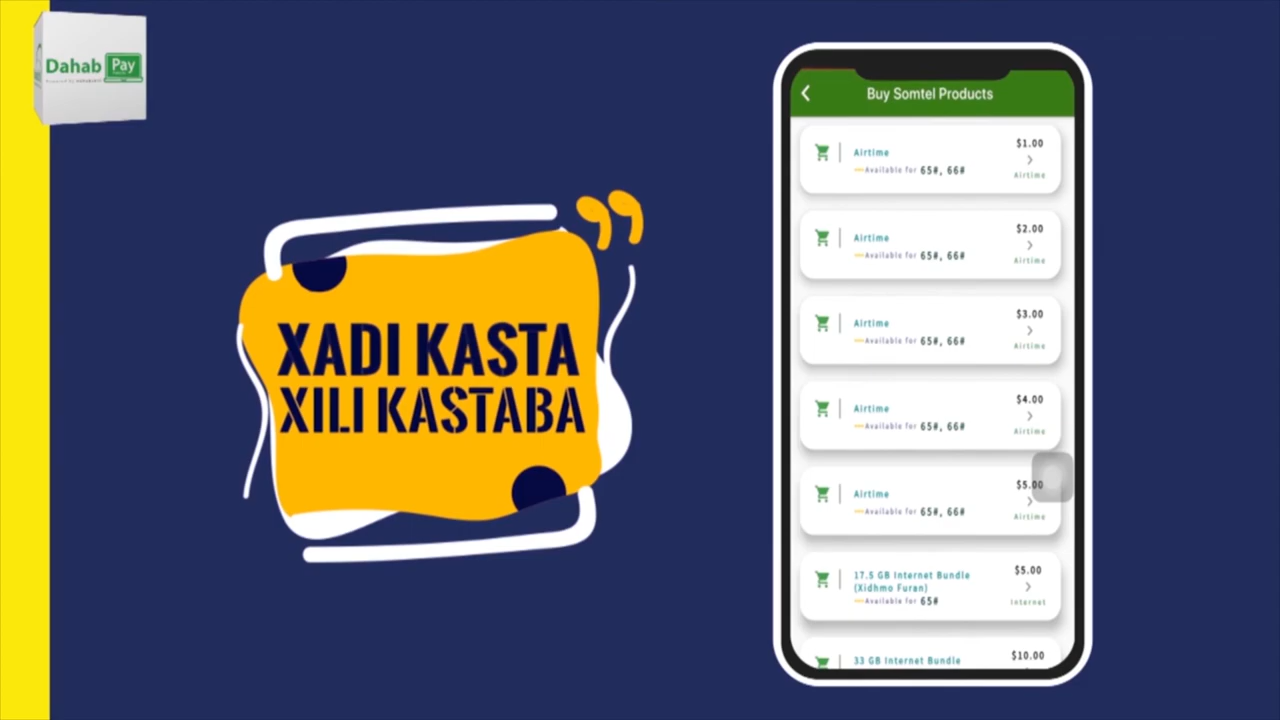 Dahab Pay
XADI KASTA
XILI KASTABA
Buy Somtel Products
Airtime
Available for 65#, 66#
$1.00
Airtime
Airtime
Available for 65#, 66#
$2.00
Airtime
Airtime
Available for 65#, 66#
$3.00
Airtime
Airtime
Available for 65#, 66#
$4.00
Airtime
Airtime
Available for 65#, 66#
$5.00
Airtime
17.5 GB Internet Bundle
(Xidhmo Furan)
Available for 65#
$5.00
Internet
33 GB Internet Bundle
$10.00